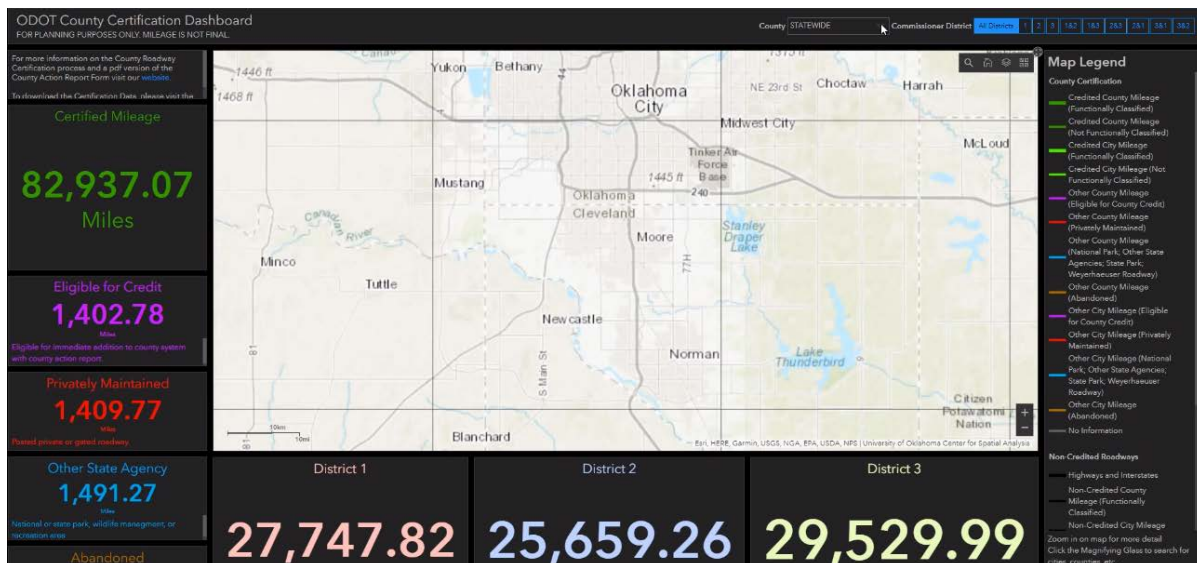 ODOT County Certification Dashboard
FOR PLANNING PURPOSES ONLY. MILEAGE IS NOT FINAL.
County STATEWIDE
Commissioner District All Districts 1 2 3 1&2 1&3 2&3 2&1 3&1 3&2
For more information on the County Roadway
Certification process and a pdf version of the
County Action Report Form visit our website.
To download the Certification Data, please visit the
Certified Mileage
82,937.07
Miles
Eligible for Credit
1,402.78
Miles
Eligible for immediate addition to county system
with county action report.
Privately Maintained
1,409.77
Miles
Posted private or gated roadway.
Other State Agency
1,491.27
Miles
National or state park, wildlife managment, or
recreation area
Abandoned
1446 ft
1468 ft
Yukon
Bethany
44
Oklahoma
City
NE 23rd St
Choctaw
Harrah
Midwest City
McLoud
Tinker Air
Force
Base
1445 ft
240
Mustang
Oklahoma
Cleveland
Canadian River
Moore
Stanley
Draper
Lake
77H
Minco
Tuttle
Newcastle
81
S Main St
Norman
Lake
Thunderbird
9
Citizen
Potawatomi
Nation
Blanchard
81
10km
10mi
+
−
Esri, HERE, Garmin, USGS, NGA, EPA, USDA, NPS | University of Oklahoma Center for Spatial Analysis
District 1
27,747.82
District 2
25,659.26
District 3
29,529.99
Map Legend
County Certification
Credited County Mileage
(Functionally Classified)
Credited County Mileage
(Not Functionally Classified)
Credited City Mileage
(Functionally Classified)
Credited City Mileage (Not
Functionally Classified)
Other County Mileage
(Eligible for County Credit)
Other County Mileage
(Privately Maintained)
Other County Mileage
(National Park; Other State
Agencies; State Park;
Weyerhaeuser Roadway)
Other County Mileage
(Abandoned)
Other City Mileage (Eligible
for County Credit)
Other City Mileage (Privately
Maintained)
Other City Mileage (National
Park; Other State Agencies;
State Park; Weyerhaeuser
Roadway)
Other City Mileage
(Abandoned)
No Information
Non-Credited Roadways
Highways and Interstates
Non-Credited County
Mileage (Functionally
Classified)
Non-Credited City Mileage
Zoom in on map for more detail
Click the Magnifying Glass to search for
cities, counties, etc.